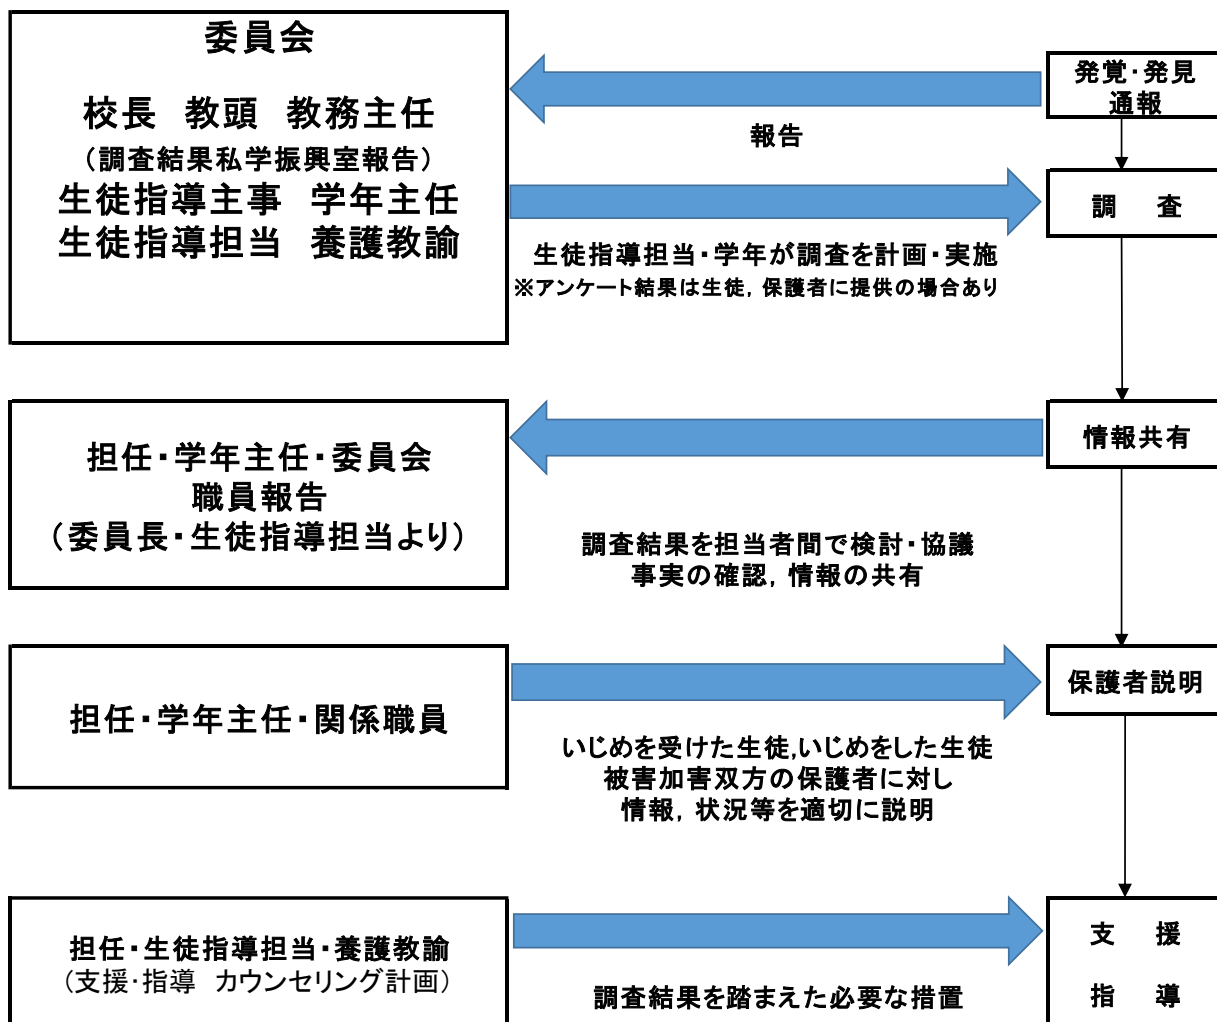 委員会
校長　教頭　教務主任
（調査結果私学振興室報告）
生徒指導主事　学年主任
生徒指導担当　養護教諭
発覚・発見
通報
報告
調　査
生徒指導担当・学年が調査を計画・実施
※アンケート結果は生徒，保護者に提供の場合あり
担任・学年主任・委員会
職員報告
（委員長・生徒指導担当より）
情報共有
調査結果を担当者間で検討・協議
事実の確認，情報の共有
担任・学年主任・関係職員
保護者説明
いじめを受けた生徒,いじめをした生徒
被害加害双方の保護者に対し
情報，状況等を適切に説明
担任・生徒指導担当・養護教諭
（支援・指導　カウンセリング計画）
支　援
指　導
調査結果を踏まえた必要な措置